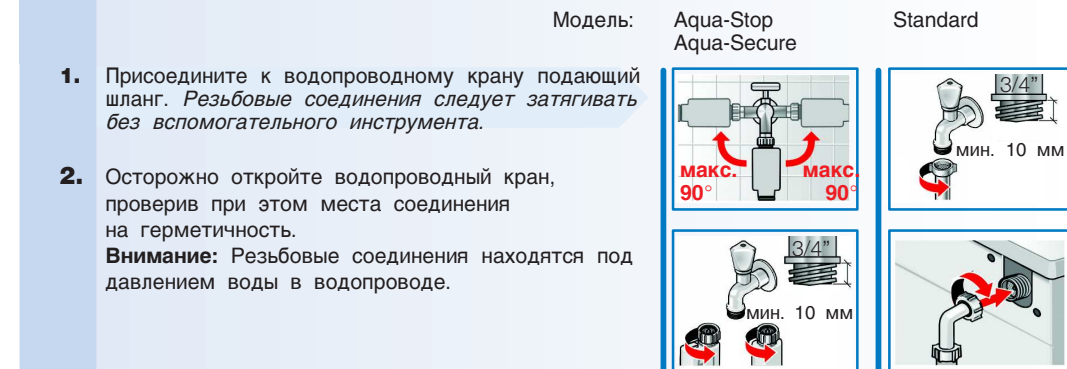 Модель: Aqua-Stop Standard
Aqua-Secure
1. Присоедините к водопроводному крану подающий
шланг. Резьбовые соединения следует затягивать
без вспомогательного инструмента.
2. Осторожно откройте водопроводный кран,
проверив при этом места соединения
на герметичность.
Внимание: Резьбовые соединения находятся под
давлением воды в водопроводе.
макс. макс.
90° 90°
3/4”
мин. 10 мм
3/4”
мин. 10 мм